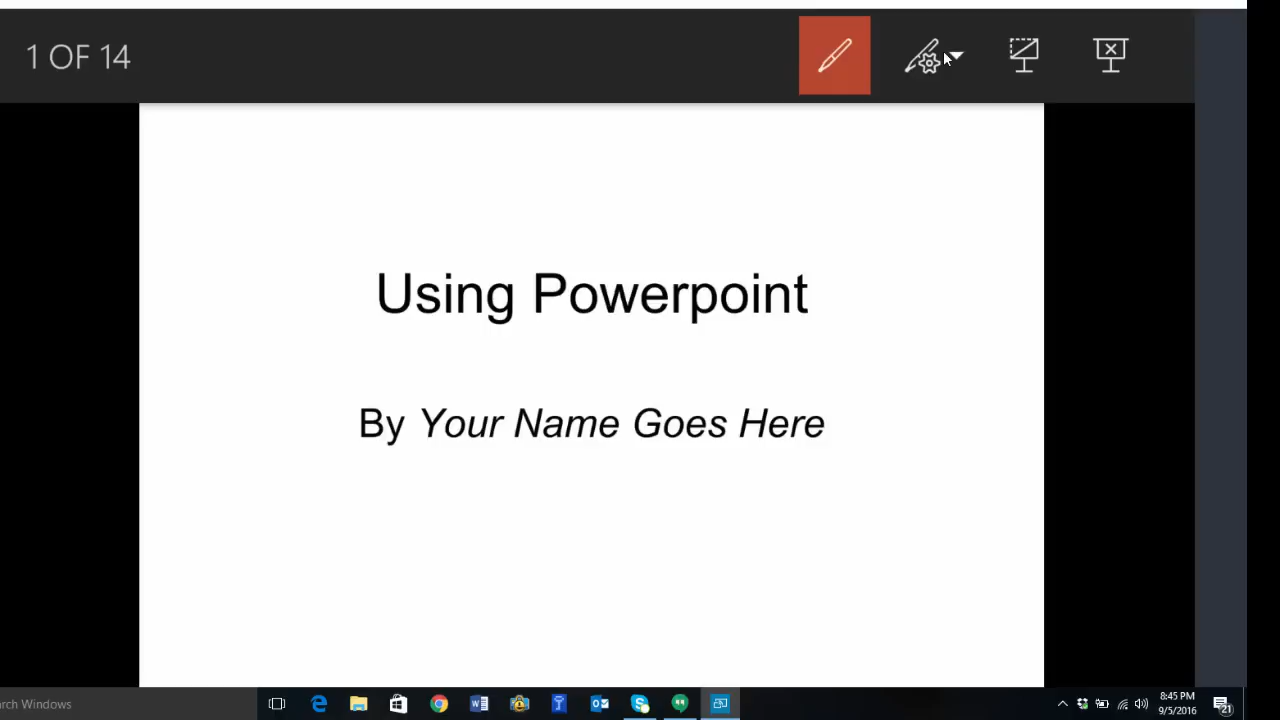 1 OF 14
Using Powerpoint
By Your Name Goes Here
rch Windows
8:45 PM
9/5/2016
21